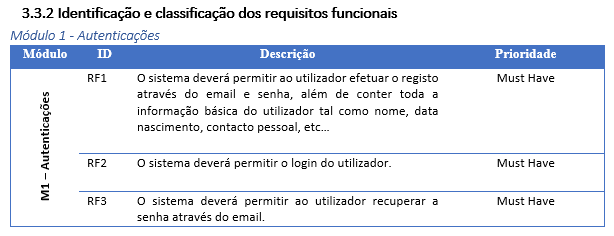 3.3.2 Identificação e classificação dos requisitos funcionais
Módulo 1 - Autenticações
Módulo ID Descrição Prioridade
M1 – Autenticações
RF1 O sistema deverá permitir ao utilizador efetuar o registo Must Have
através do email e senha, além de conter toda a
informação básica do utilizador tal como nome, data
nascimento, contacto pessoal, etc…
RF2 O sistema deverá permitir o login do utilizador. Must Have
RF3 O sistema deverá permitir ao utilizador recuperar a Must Have
senha através do email.